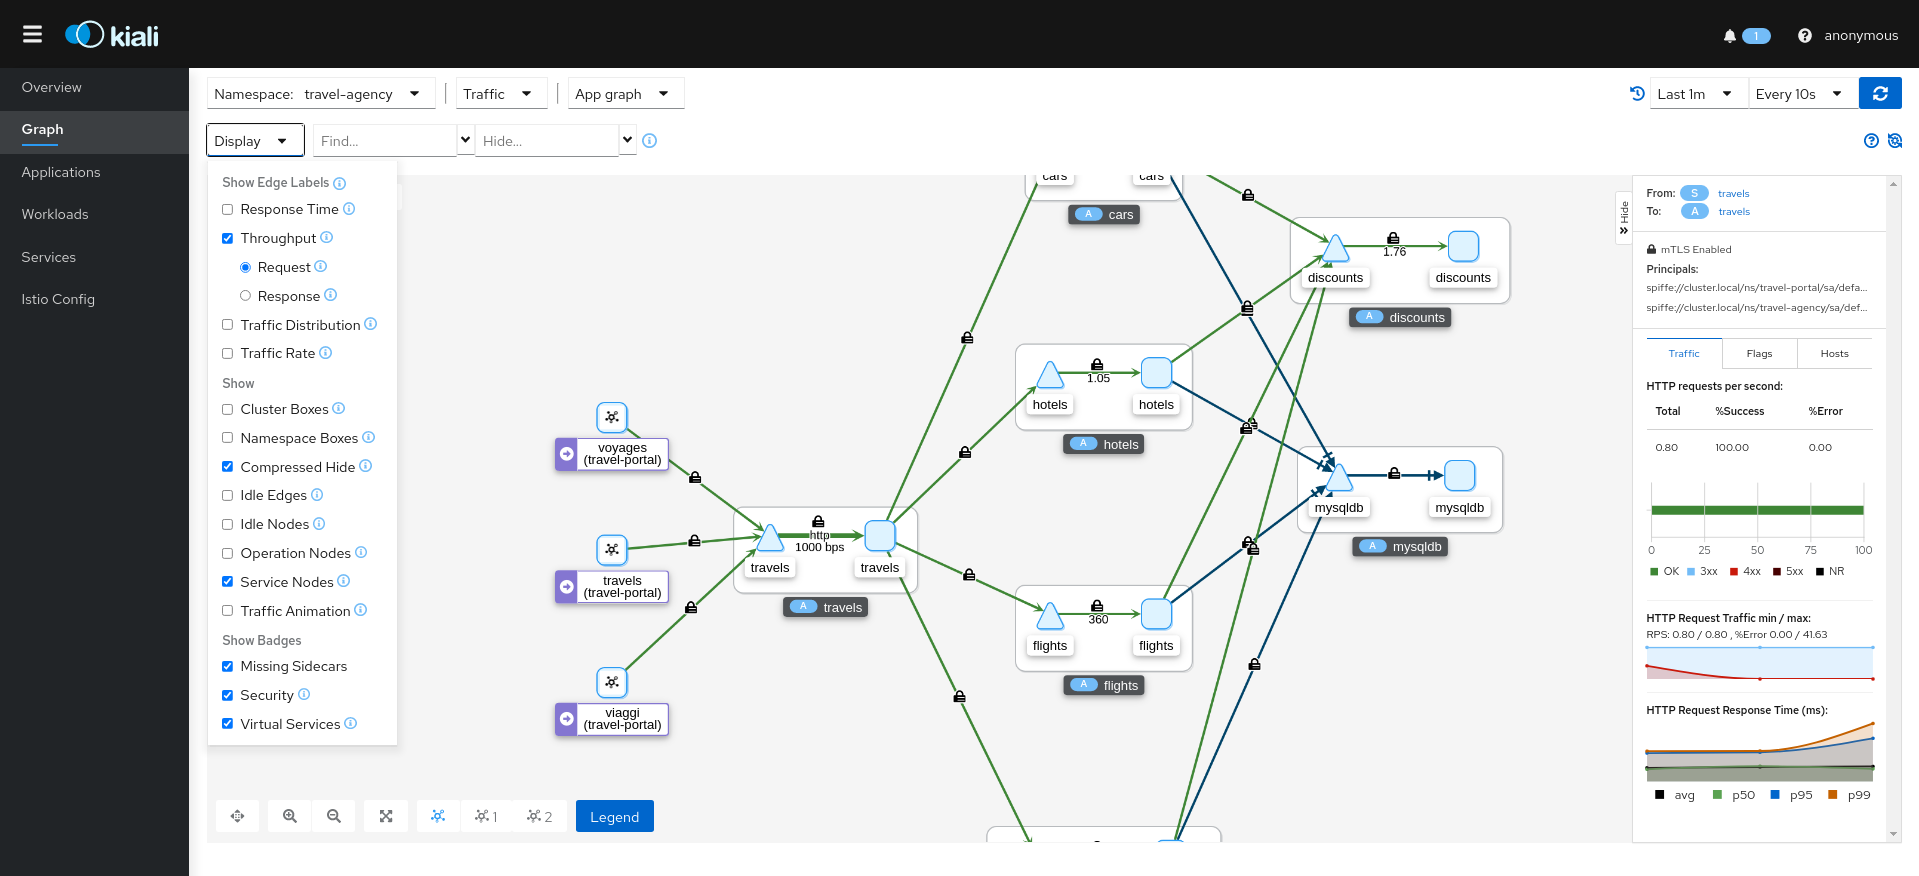 kiali
1
anonymous
Overview
Graph
Applications
Workloads
Services
Istio Config
Namespace: travel-agency
Traffic
App graph
Last 1m
Every 10s
Display
Find...
Hide...
Show Edge Labels
Response Time
Throughput
Request
Response
Traffic Distribution
Traffic Rate
Show
Cluster Boxes
Namespace Boxes
Compressed Hide
Idle Edges
Idle Nodes
Operation Nodes
Service Nodes
Traffic Animation
Show Badges
Missing Sidecars
Security
Virtual Services
cars
cars
A cars
1.76
discounts
discounts
A discounts
1.05
hotels
hotels
A hotels
voyages
(travel-portal)
travels
(travel-portal)
viaggi
(travel-portal)
http
1000 bps
travels
travels
A travels
mysqldb
mysqldb
A mysqldb
360
flights
flights
A flights
1
2
Legend
Hide
From: S travels
To: A travels
mTLS Enabled
Principals:
spiffe://cluster.local/ns/travel-portal/sa/defa...
spiffe://cluster.local/ns/travel-agency/sa/def...
Traffic
Flags
Hosts
HTTP requests per second:
Total %Success %Error
0.80 100.00 0.00
0 25 50 75 100
OK 3xx 4xx 5xx NR
HTTP Request Traffic min / max:
RPS: 0.80 / 0.80 , %Error 0.00 / 41.63
HTTP Request Response Time (ms):
avg p50 p95 p99